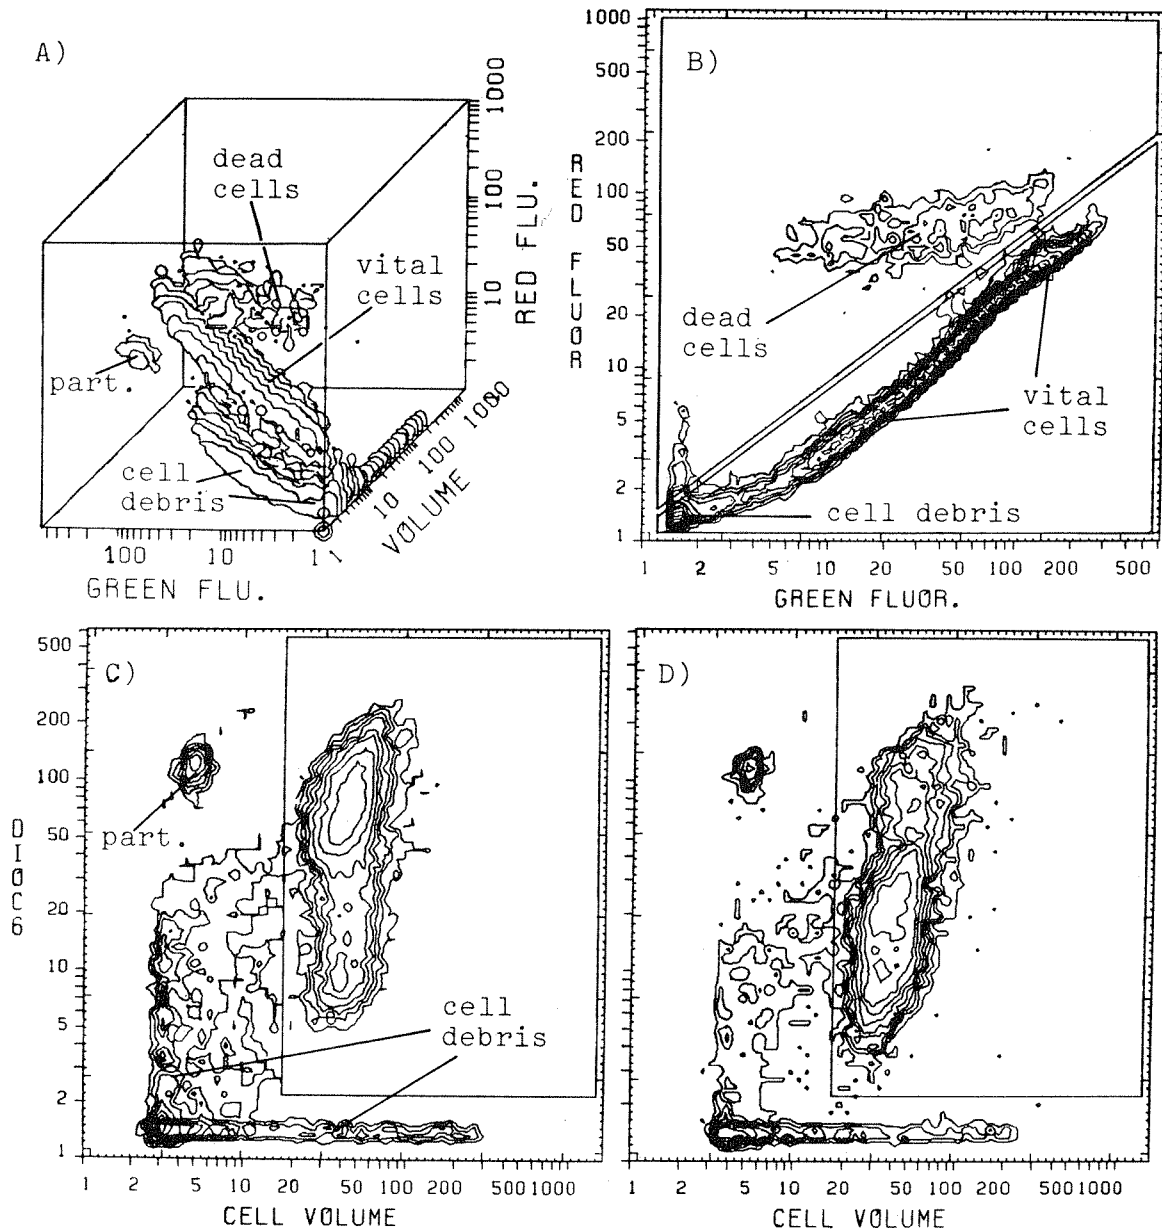 A)
dead
cells
vital
cells
part.
cell
debris
1000
100
10
RED FLU.
1
10
100
1000
VOLUME
100
10
1
GREEN FLU.
B)
1000
500
200
100
50
20
10
5
2
1
RED FLUOR
dead
cells
vital
cells
cell debris
1 2 5 10 20 50 100 200 500
GREEN FLUOR.
C)
500
200
100
50
20
10
5
2
1
DIOC6
part
cell
debris
1 2 5 10 20 50 100 200 5001000
CELL VOLUME
D)
1 2 5 10 20 50 100 200 5001000
CELL VOLUME